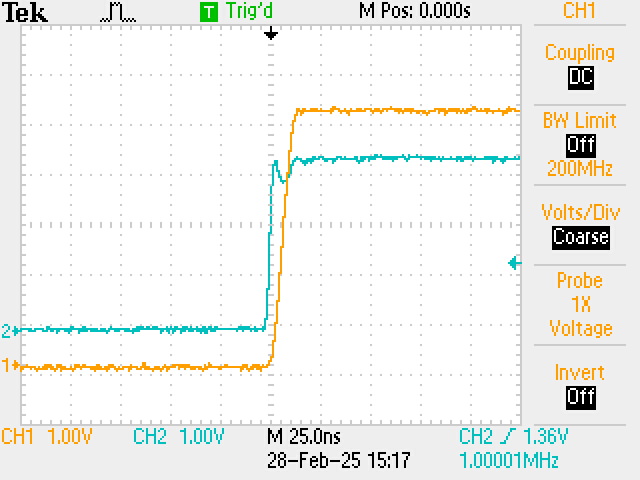 Tek T Trig'd M Pos: 0.000s CH1
Coupling
DC
BW Limit
Off
200MHz
Volts/Div
Coarse
Probe
1X
Voltage
Invert
Off
2
1
CH1 1.00V CH2 1.00V M 25.0ns CH2 1.36V
28-Feb-25 15:17 1.00001MHz